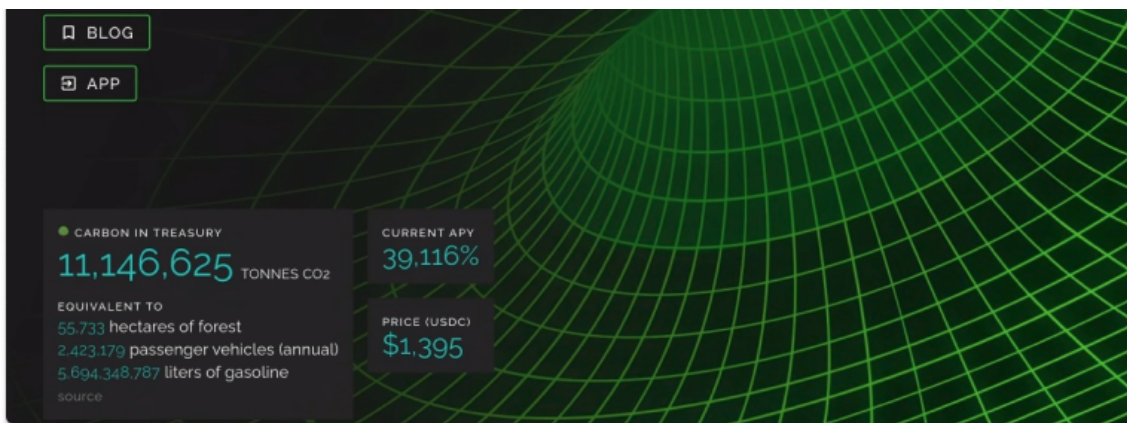 BLOG
APP
CARBON IN TREASURY
11,146,625 TONNES CO2
EQUIVALENT TO
55,733 hectares of forest
2,423,179 passenger vehicles (annual)
5,694,348,787 liters of gasoline
source
CURRENT APY
39,116%
PRICE (USDC)
$1,395